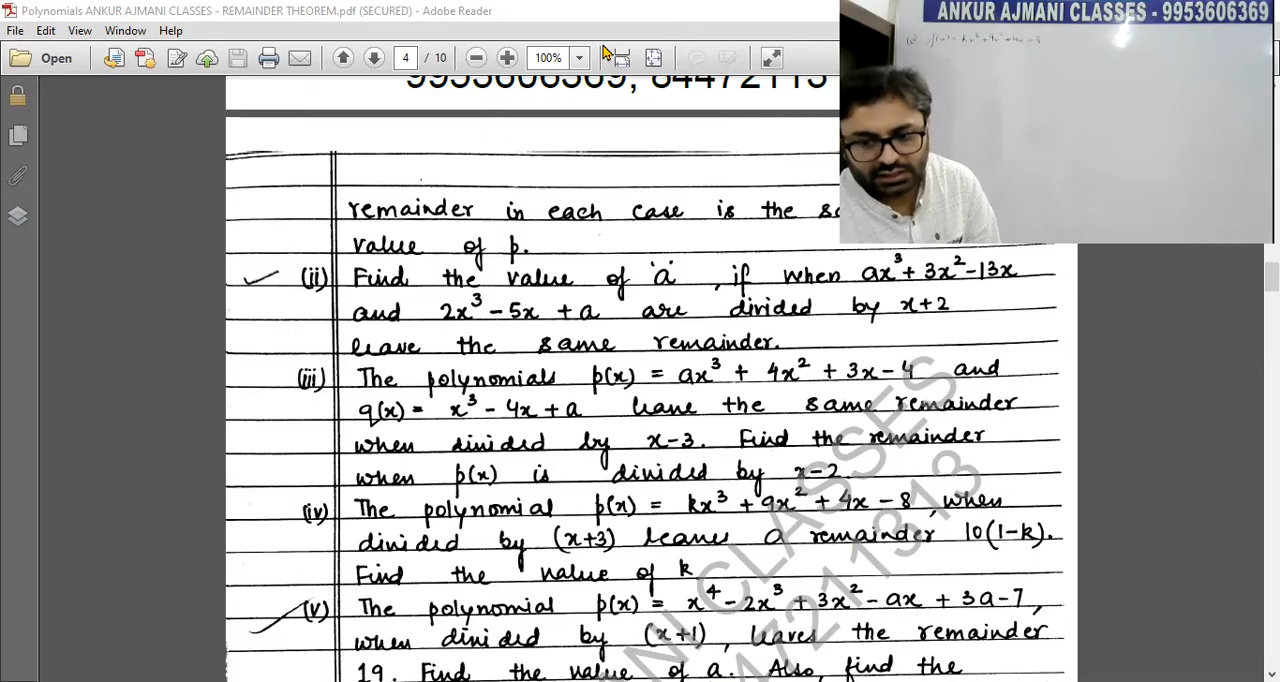 Polynomials ANKUR AJMANI CLASSES - REMAINDER THEOREM.pdf (SECURED) - Adobe Reader
File Edit View Window Help
Open 4 / 10 100%
ANKUR AJMANI CLASSES - 9953606369
9953606369, 84472113
remainder in each case is the
value of p.
(ii) Find the value of 'a', if when ax³ + 3x² - 13x
and 2x³ - 5x + a are divided by x+2
leave the same remainder.
(iii) The polynomials p(x) = ax³ + 4x² + 3x - 4 and
q(x) = x³ - 4x + a leave the same remainder
when divided by x-3. Find the remainder
when p(x) is divided by x-2.
(iv) The polynomial p(x) = kx³ + 9x² + 4x - 8, when
divided by (x+3) leaves a remainder 10(1-k).
Find the value of k
(v) The polynomial p(x) = x⁴ - 2x³ + 3x² - ax + 3a - 7,
when divided by (x+1), leaves the remainder
19. Find the value of a. Also, find the
ANI CLASSES
4472111313